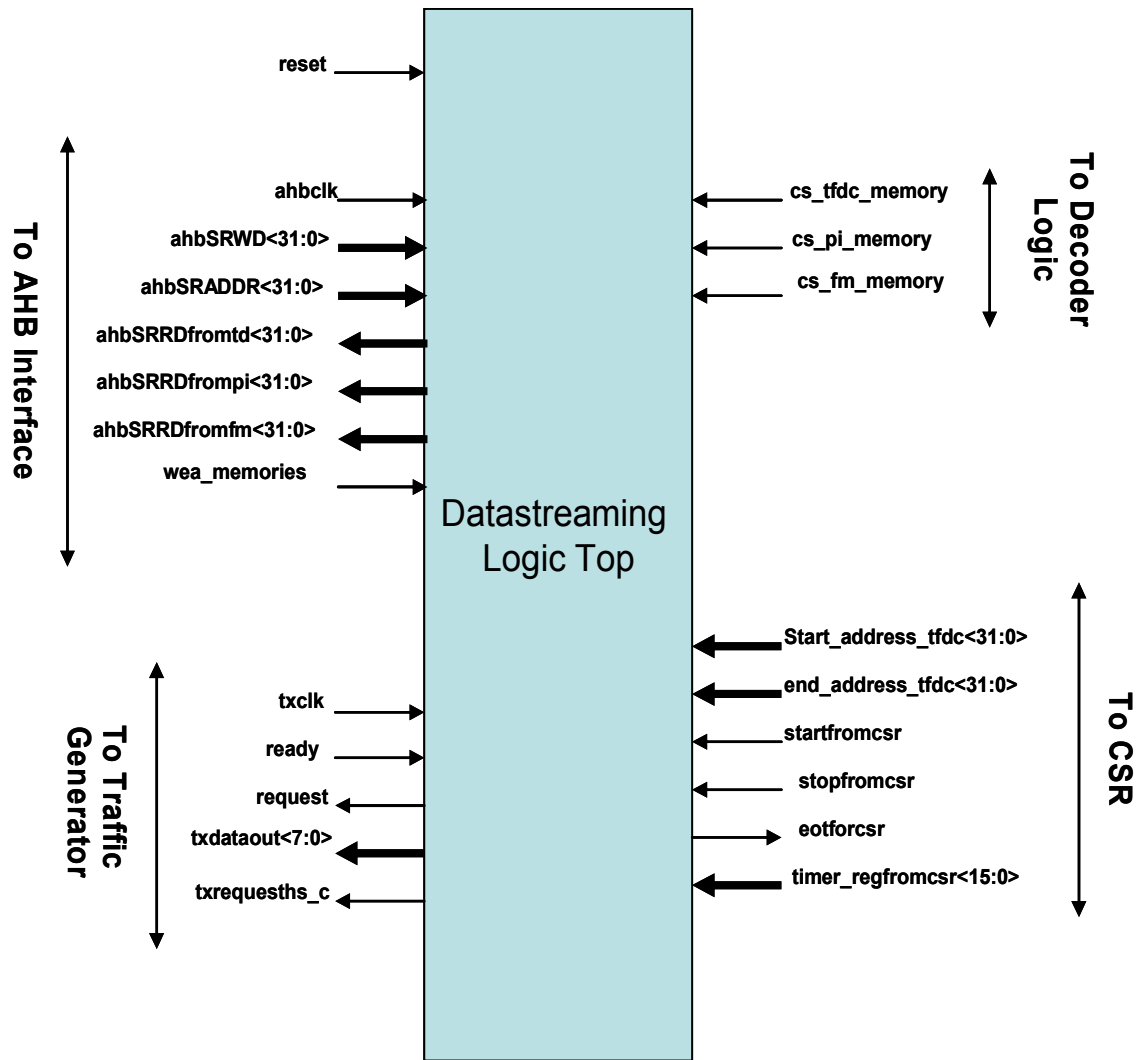 reset
To AHB Interface
ahbclk
ahbSRWD<31:0>
ahbSRADDR<31:0>
ahbSRRDfromtd<31:0>
ahbSRRDfrompi<31:0>
ahbSRRDfromfm<31:0>
wea_memories
To Traffic
Generator
txclk
ready
request
txdataout<7:0>
txrequesths_c
Datastreaming
Logic Top
cs_tfdc_memory
cs_pi_memory
cs_fm_memory
To Decoder
Logic
Start_address_tfdc<31:0>
end_address_tfdc<31:0>
startfromcsr
stopfromcsr
eotforcsr
timer_regfromcsr<15:0>
To CSR